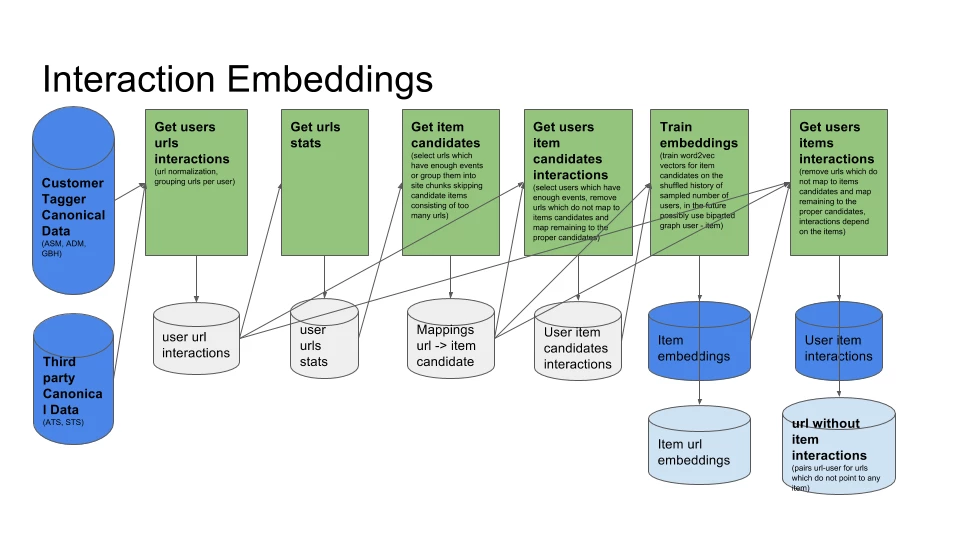 Interaction Embeddings
Customer
Tagger
Canonical
Data
(ASM, ADM,
GBH)
Third
party
Canonica
l Data
(ATS, STS)
Get users
urls
interactions
(url normalization,
grouping urls per user)
Get urls
stats
Get item
candidates
(select urls which
have enough events
or group them into
site chunks skipping
candidate items
consisting of too
many urls)
Get users
item
candidates
interactions
(select users which have
enough events, remove
urls which do not map to
items candidates and
map remaining to the
proper candidates)
Train
embeddings
(train word2vec
vectors for item
candidates on the
shuffled history of
sampled number of
users, in the future
possibly use biparted
graph user - item)
Get users
items
interactions
(remove urls which do
not map to items
candidates and map
remaining to the
proper candidates,
interactions depend
on the items)
user url
interactions
user
urls
stats
Mappings
url -> item
candidate
User item
candidates
interactions
Item
embeddings
User item
interactions
Item url
embeddings
url without
item
interactions
(pairs url-user for urls
which do not point to any
item)